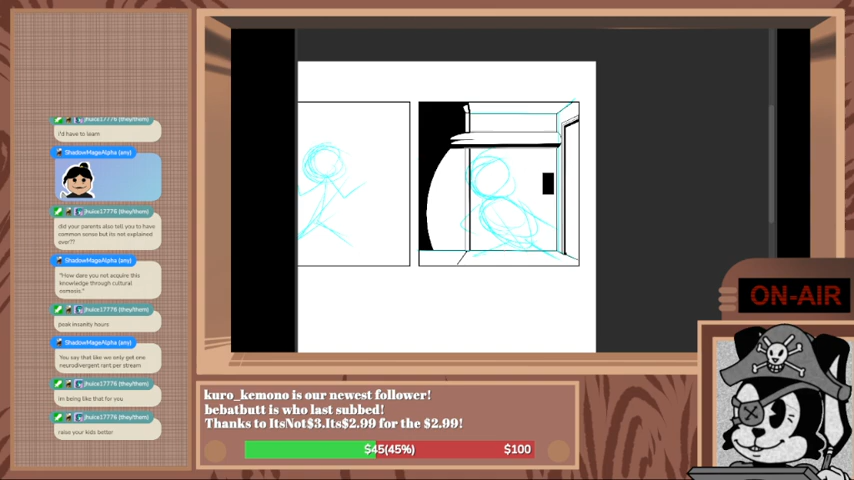 jhuice17776 (they/them)
I'd have to learn
ShadowMageAlpha (any)
jhuice17776 (they/them)
did your parents also tell you to have
common sense but its not explained
ever??
ShadowMageAlpha (any)
"How dare you not acquire this
knowledge through cultural
osmosis."
jhuice17776 (they/them)
peak insanity hours
ShadowMageAlpha (any)
You say that like we only get one
neurodivergent rant per stream
jhuice17776 (they/them)
im being like that for you
jhuice17776 (they/them)
raise your kids better
ON-AIR
kuro_kemono is our newest follower!
bebatbutt is who last subbed!
Thanks to ItsNot$3.Its$2.99 for the $2.99!
$45(45%) $100